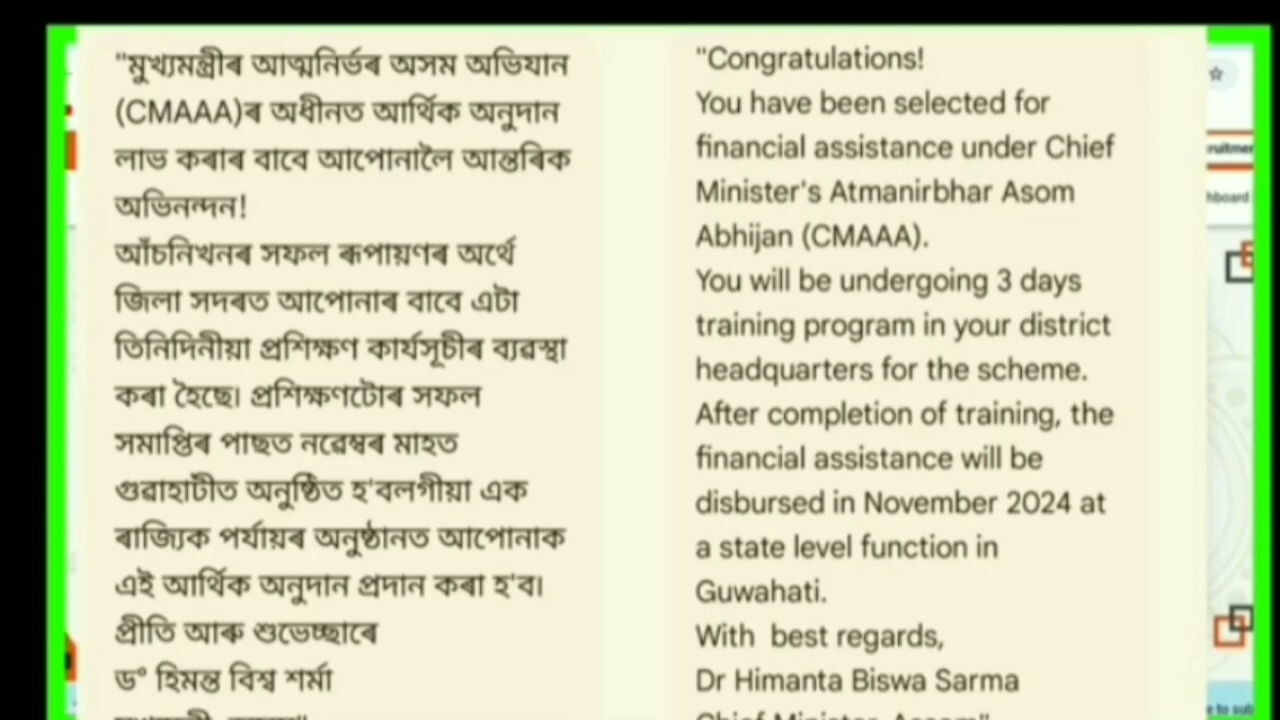 "মুখ্যমন্ত্ৰীৰ আত্মনিৰ্ভৰ অসম অভিযান
(CMAAA)ৰ অধীনত আৰ্থিক অনুদান
লাভ কৰাৰ বাবে আপোনালৈ আন্তৰিক
অভিনন্দন!
আঁচনিখনৰ সফল ৰূপায়ণৰ অৰ্থে
জিলা সদৰত আপোনাৰ বাবে এটা
তিনিদিনীয়া প্ৰশিক্ষণ কাৰ্যসূচীৰ ব্যৱস্থা
কৰা হৈছে। প্ৰশিক্ষণটোৰ সফল
সমাপ্তিৰ পাছত নৱেম্বৰ মাহত
গুৱাহাটীত অনুষ্ঠিত হ'বলগীয়া এক
ৰাজ্যিক পৰ্যায়ৰ অনুষ্ঠানত আপোনাক
এই আৰ্থিক অনুদান প্ৰদান কৰা হ'ব।
প্ৰীতি আৰু শুভেচ্ছাৰে
ড° হিমন্ত বিশ্ব শৰ্মা
"Congratulations!
You have been selected for
financial assistance under Chief
Minister's Atmanirbhar Asom
Abhijan (CMAAA).
You will be undergoing 3 days
training program in your district
headquarters for the scheme.
After completion of training, the
financial assistance will be
disbursed in November 2024 at
a state level function in
Guwahati.
With best regards,
Dr Himanta Biswa Sarma
Chief Minister, Assam"